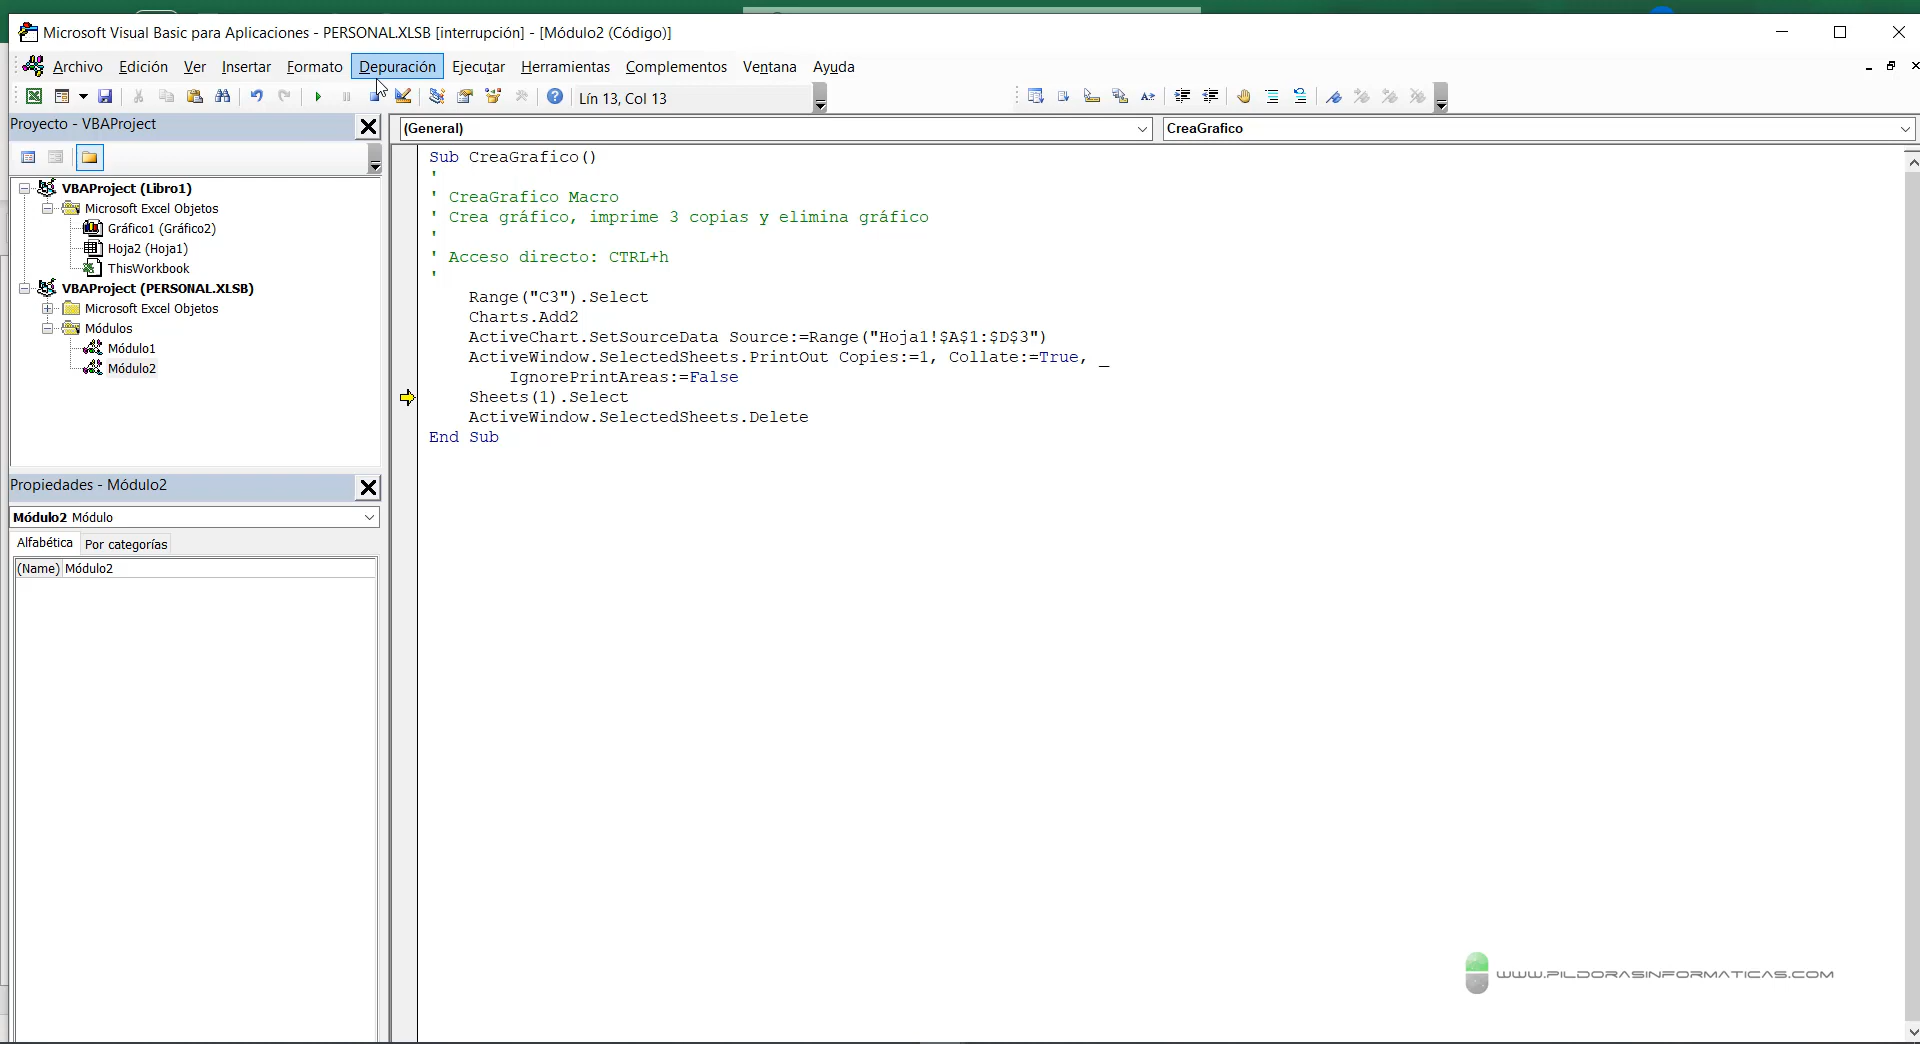 Microsoft Visual Basic para Aplicaciones - PERSONAL.XLSB [interrupción] - [Módulo2 (Código)]
Archivo Edición Ver Insertar Formato Depuración Ejecutar Herramientas Complementos Ventana Ayuda
Lín 13, Col 13
Proyecto - VBAProject
VBAProject (Libro1)
Microsoft Excel Objetos
Gráfico1 (Gráfico2)
Hoja2 (Hoja1)
ThisWorkbook
VBAProject (PERSONAL.XLSB)
Microsoft Excel Objetos
Módulos
Módulo1
Módulo2
Propiedades - Módulo2
Módulo2 Módulo
Alfabética Por categorías
(Name) Módulo2
(General) CreaGrafico
Sub CreaGrafico()
'
' CreaGrafico Macro
' Crea gráfico, imprime 3 copias y elimina gráfico
'
' Acceso directo: CTRL+h
'
Range("C3").Select
Charts.Add2
ActiveChart.SetSourceData Source:=Range("Hoja1!$A$1:$D$3")
ActiveWindow.SelectedSheets.PrintOut Copies:=1, Collate:=True, _
IgnorePrintAreas:=False
Sheets(1).Select
ActiveWindow.SelectedSheets.Delete
End Sub
WWW.PILDORASINFORMATICAS.COM